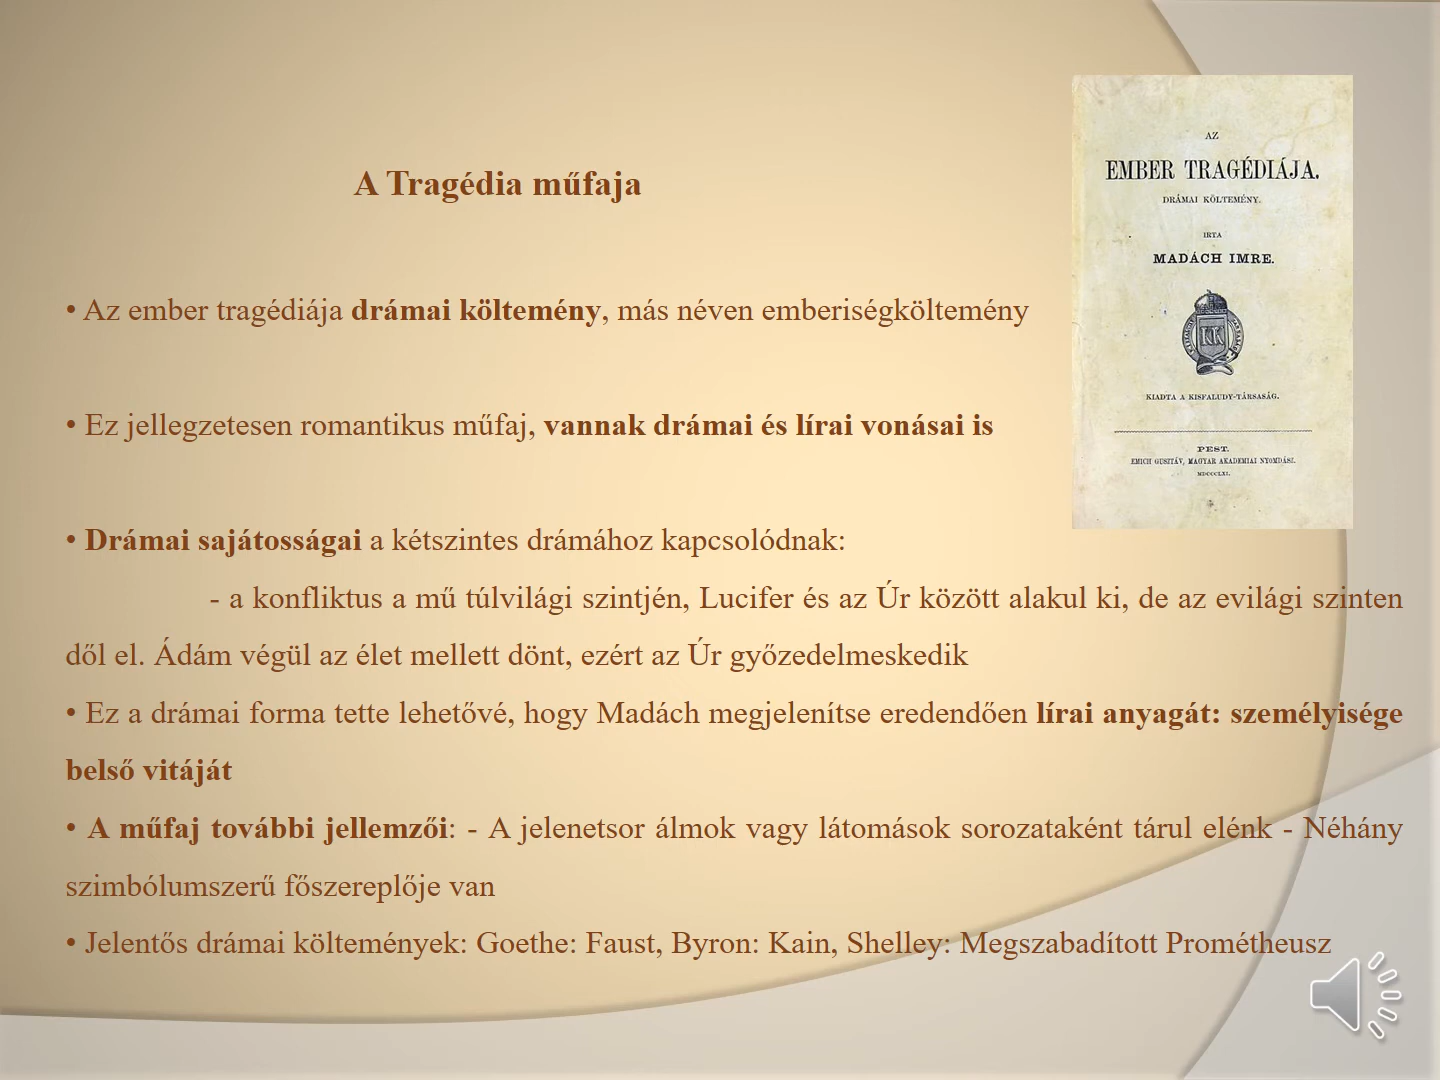 A Tragédia műfaja
AZ
EMBER TRAGÉDIÁJA.
DRÁMAI KÖLTEMÉNY.
IRTA
MADÁCH IMRE.
KK
KIADTA A KISFALUDY-TÁRSASÁG.
PEST.
EMICH GUSZTÁV, MAGYAR AKADEMIAI NYOMDÁSZ.
MDCCCLXI.
• Az ember tragédiája drámai költemény, más néven emberiségköltemény
• Ez jellegzetesen romantikus műfaj, vannak drámai és lírai vonásai is
• Drámai sajátosságai a kétszintes drámához kapcsolódnak:
- a konfliktus a mű túlvilági szintjén, Lucifer és az Úr között alakul ki, de az evilági szinten
dől el. Ádám végül az élet mellett dönt, ezért az Úr győzedelmeskedik
• Ez a drámai forma tette lehetővé, hogy Madách megjelenítse eredendően lírai anyagát: személyisége
belső vitáját
• A műfaj további jellemzői: - A jelenetsor álmok vagy látomások sorozataként tárul elénk - Néhány
szimbólumszerű főszereplője van
• Jelentős drámai költemények: Goethe: Faust, Byron: Kain, Shelley: Megszabadított Prométheusz